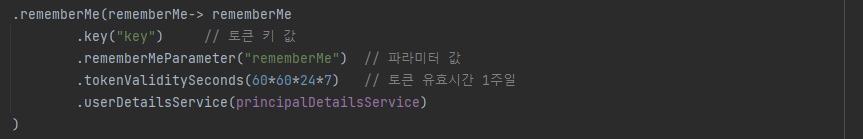 .rememberMe(rememberMe-> rememberMe
.key("key") // 토큰 키 값
.rememberMeParameter("rememberMe") // 파라미터 값
.tokenValiditySeconds(60*60*24*7) // 토큰 유효시간 1주일
.userDetailsService(principalDetailsService)
)